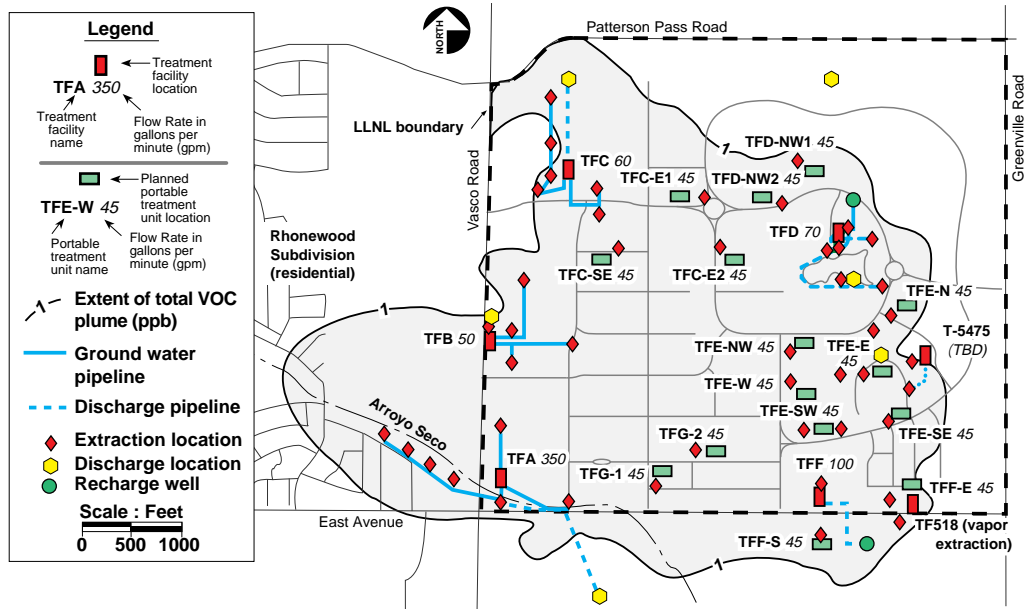 Legend
Treatment
facility
location
TFA 350
Treatment
facility
name
Flow Rate in
gallons per
minute (gpm)
Planned
portable
treatment
unit location
TFE-W 45
Portable
treatment
unit name
Flow Rate in
gallons per
minute (gpm)
1
Extent of total VOC
plume (ppb)
Ground water
pipeline
Discharge pipeline
Extraction location
Discharge location
Recharge well
Scale : Feet
0 500 1000
NORTH
Patterson Pass Road
Greenville Road
LLNL boundary
Vasco Road
Rhonewood
Subdivision
(residential)
1
TFD-NW1 45
TFC 60
TFC-E1 45
TFD-NW2 45
TFD 70
TFC-SE 45
TFC-E2 45
TFE-N 45
1
TFB 50
T-5475
(TBD)
TFE-NW 45
TFE-E
45
TFE-W 45
Arroyo Seco
TFE-SW 45
TFE-SE 45
TFG-2 45
TFA 350
TFG-1 45
TFF 100
TFF-E 45
East Avenue
TF518 (vapor
extraction)
TFF-S 45
1